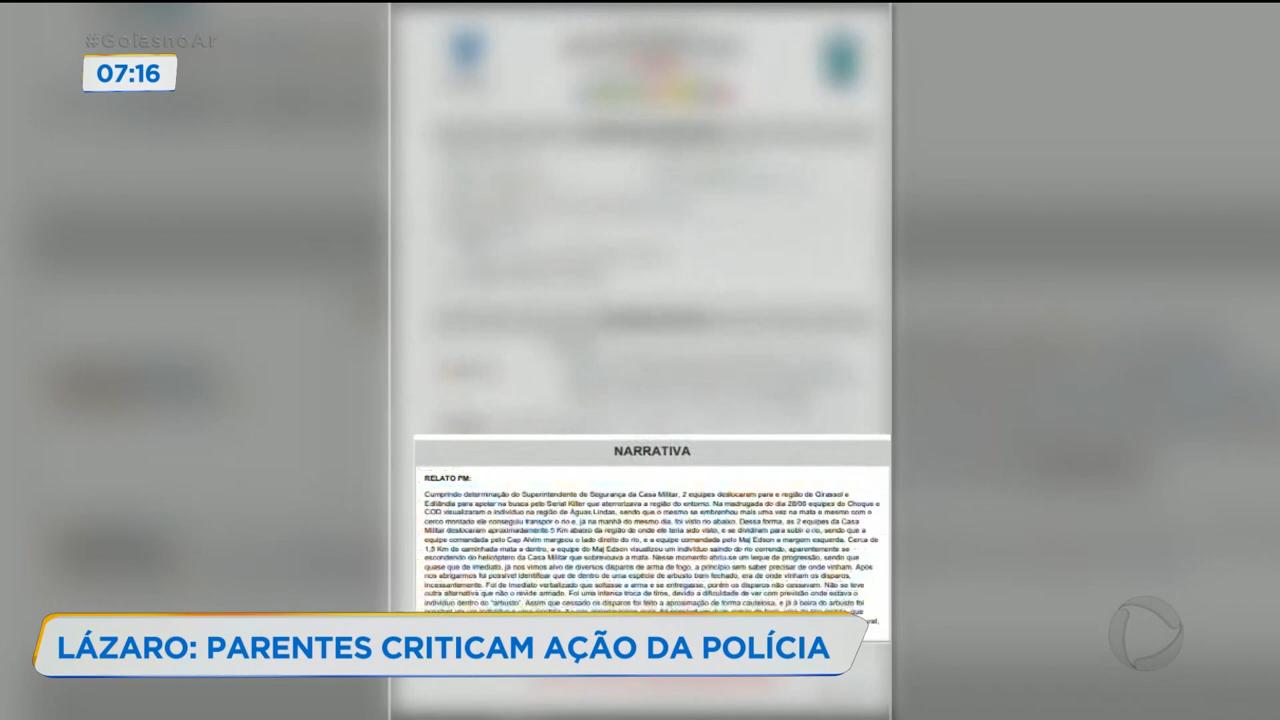 #GoiásnoAr
07:16
NARRATIVA
RELATO PM:
Cumprindo determinação do Superintendente de Segurança da Casa Militar, 2 equipes deslocaram para e região de Girassol e
Edilândia para apoiar na busca pelo Serial Killer que aterrorizava a região do entorno. Na madrugada do dia 28/06 equipes do Choque e
COD visualizaram o indivíduo na região de Águas Lindas, sendo que o mesmo se embrenhou mais uma vez na mata e mesmo com o
cerco montado ele conseguiu transpor o rio e, já na manhã do mesmo dia, foi visto rio abaixo. Dessa forma, as 2 equipes da Casa
Militar deslocaram aproximadamente 5 Km abaixo da região de onde ele teria sido visto, e se dividiram para subir o rio, sendo que a
equipe comandada pelo Cap Alvim margeou o lado direito do rio, e a equipe comandada pelo Maj Edson a margem esquerda. Cerca de
1,5 Km de caminhada mata a dentro, a equipe do Maj Edson visualizou um indivíduo saindo do rio correndo, aparentemente se
escondendo do helicóptero da Casa Militar que sobrevoava a mata. Nesse momento abriu-se um leque de progressão, sendo que
quase que de imediato, já nos vimos alvo de diversos disparos de arma de fogo, a princípio sem saber precisar de onde vinham. Após
nos abrigarmos foi possível identificar que de dentro de uma espécie de arbusto bem fechado, era de onde vinham os disparos,
incessantemente. Foi de imediato verbalizado que soltasse a arma e se entregasse, porém os disparos não cessavam. Não se teve
outra alternativa que não o revide armado. Foi uma intensa troca de tiros, devido a dificuldade de ver com previsão onde estava o
indivíduo dentro do "arbusto". Assim que cessado os disparos foi feito a aproximação de forma cautelosa, e já à beira do arbusto foi
LÁZARO: PARENTES CRITICAM AÇÃO DA POLÍCIA